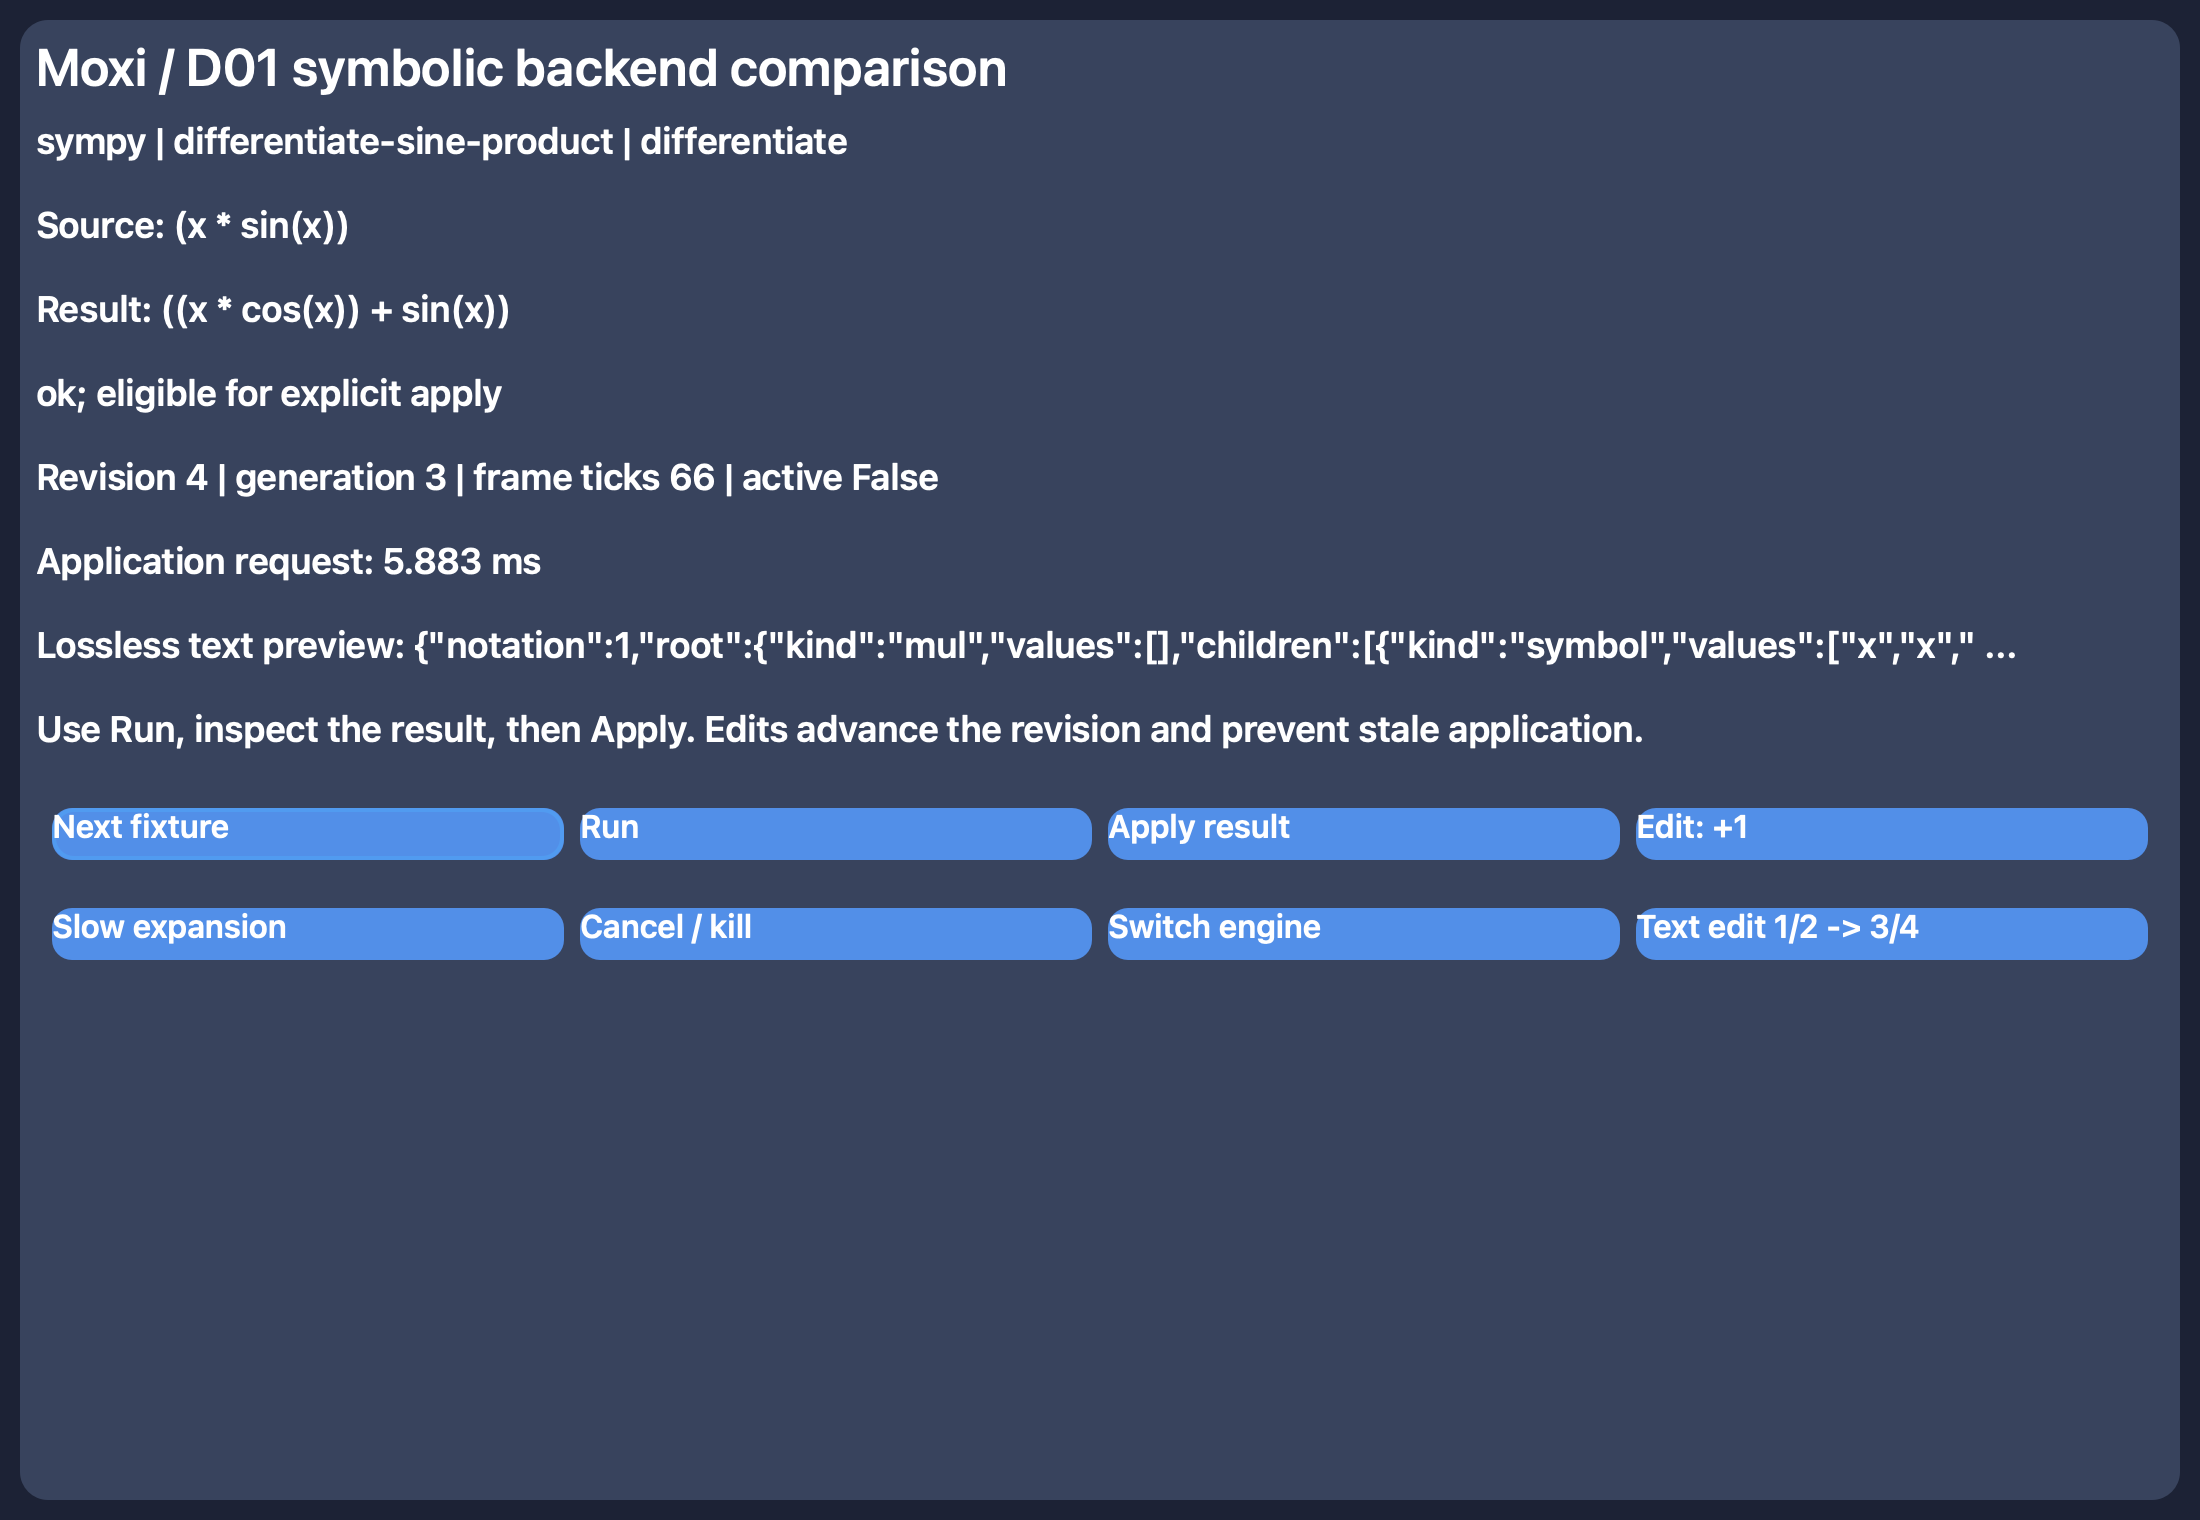 Moxi / D01 symbolic backend comparison
sympy | differentiate-sine-product | differentiate
Source: (x * sin(x))
Result: ((x * cos(x)) + sin(x))
ok; eligible for explicit apply
Revision 4 | generation 3 | frame ticks 66 | active False
Application request: 5.883 ms
Lossless text preview: {"notation":1,"root":{"kind":"mul","values":[],"children":[{"kind":"symbol","values":["x","x"," ...
Use Run, inspect the result, then Apply. Edits advance the revision and prevent stale application.
Next fixture
Run
Apply result
Edit: +1
Slow expansion
Cancel / kill
Switch engine
Text edit 1/2 -> 3/4